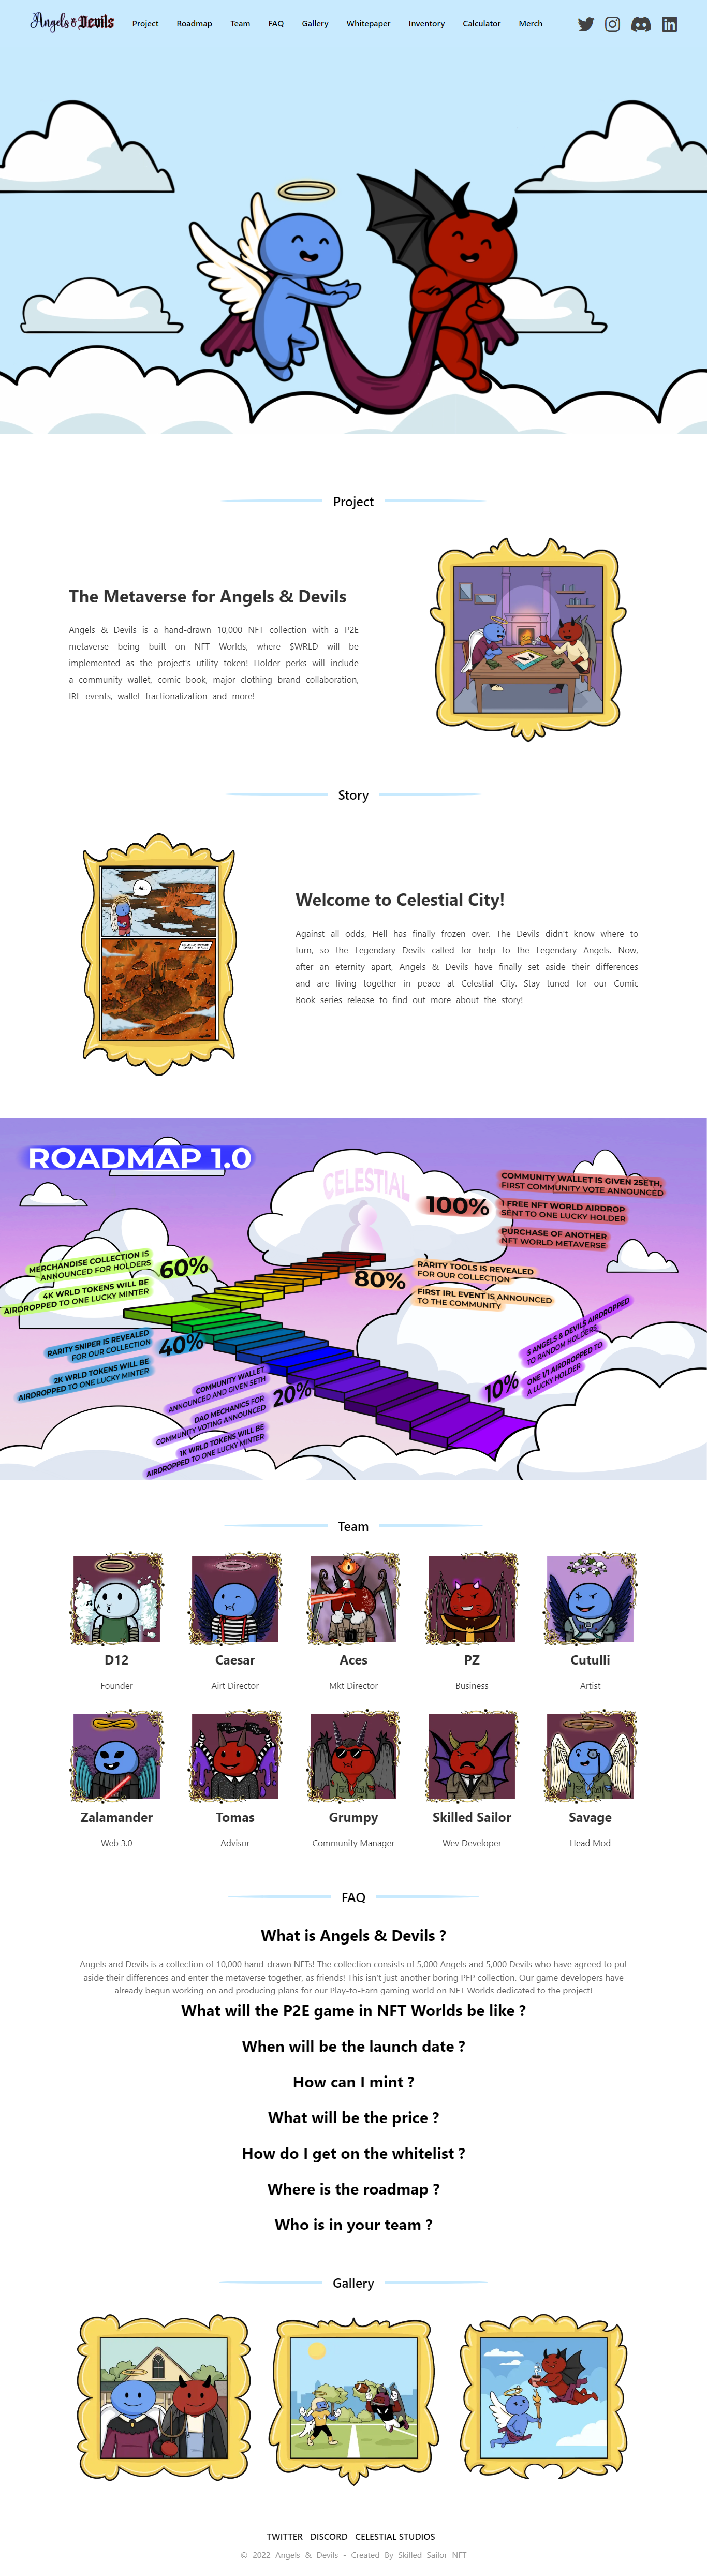 Angels & Devils
Project
Roadmap
Team
FAQ
Gallery
Whitepaper
Inventory
Calculator
Merch
Project
The Metaverse for Angels & Devils
Angels & Devils is a hand-drawn 10,000 NFT collection with a P2E
metaverse being built on NFT Worlds, where $WRLD will be
implemented as the project's utility token! Holder perks will include
a community wallet, comic book, major clothing brand collaboration,
IRL events, wallet fractionalization and more!
Story
...HELL
Welcome to Celestial City!
Against all odds, Hell has finally frozen over. The Devils didn't know where to
turn, so the Legendary Devils called for help to the Legendary Angels. Now,
after an eternity apart, Angels & Devils have finally set aside their differences
and are living together in peace at Celestial City. Stay tuned for our Comic
Book series release to find out more about the story!
ROADMAP 1.0
CELESTIAL
100%
COMMUNITY WALLET IS GIVEN 25ETH,
FIRST COMMUNITY VOTE ANNOUNCED
1 FREE NFT WORLD AIRDROP
SENT TO ONE LUCKY HOLDER
PURCHASE OF ANOTHER
NFT WORLD METAVERSE
80%
RARITY TOOLS IS REVEALED
FOR OUR COLLECTION
FIRST IRL EVENT IS ANNOUNCED
TO THE COMMUNITY
60%
MERCHANDISE COLLECTION IS
ANNOUNCED FOR HOLDERS
4K WRLD TOKENS WILL BE
AIRDROPPED TO ONE LUCKY MINTER
40%
RARITY SNIPER IS REVEALED
FOR OUR COLLECTION
2K WRLD TOKENS WILL BE
AIRDROPPED TO ONE LUCKY MINTER
20%
COMMUNITY WALLET
ANNOUNCED AND GIVEN 5ETH
DAO MECHANICS FOR
COMMUNITY VOTING ANNOUNCED
1K WRLD TOKENS WILL BE
AIRDROPPED TO ONE LUCKY MINTER
10%
5 ANGELS & DEVILS AIRDROPPED
TO RANDOM HOLDERS
ONE 1/1 AIRDROPPED TO
A LUCKY HOLDER
Team
D12
Founder
Caesar
Airt Director
Aces
Mkt Director
PZ
Business
Cutulli
Artist
Zalamander
Web 3.0
Tomas
Advisor
Grumpy
Community Manager
Skilled Sailor
Wev Developer
Savage
Head Mod
FAQ
What is Angels & Devils ?
Angels and Devils is a collection of 10,000 hand-drawn NFTs! The collection consists of 5,000 Angels and 5,000 Devils who have agreed to put
aside their differences and enter the metaverse together, as friends! This isn't just another boring PFP collection. Our game developers have
already begun working on and producing plans for our Play-to-Earn gaming world on NFT Worlds dedicated to the project!
What will the P2E game in NFT Worlds be like ?
When will be the launch date ?
How can I mint ?
What will be the price ?
How do I get on the whitelist ?
Where is the roadmap ?
Who is in your team ?
Gallery
TWITTER DISCORD CELESTIAL STUDIOS
© 2022 Angels & Devils - Created By Skilled Sailor NFT